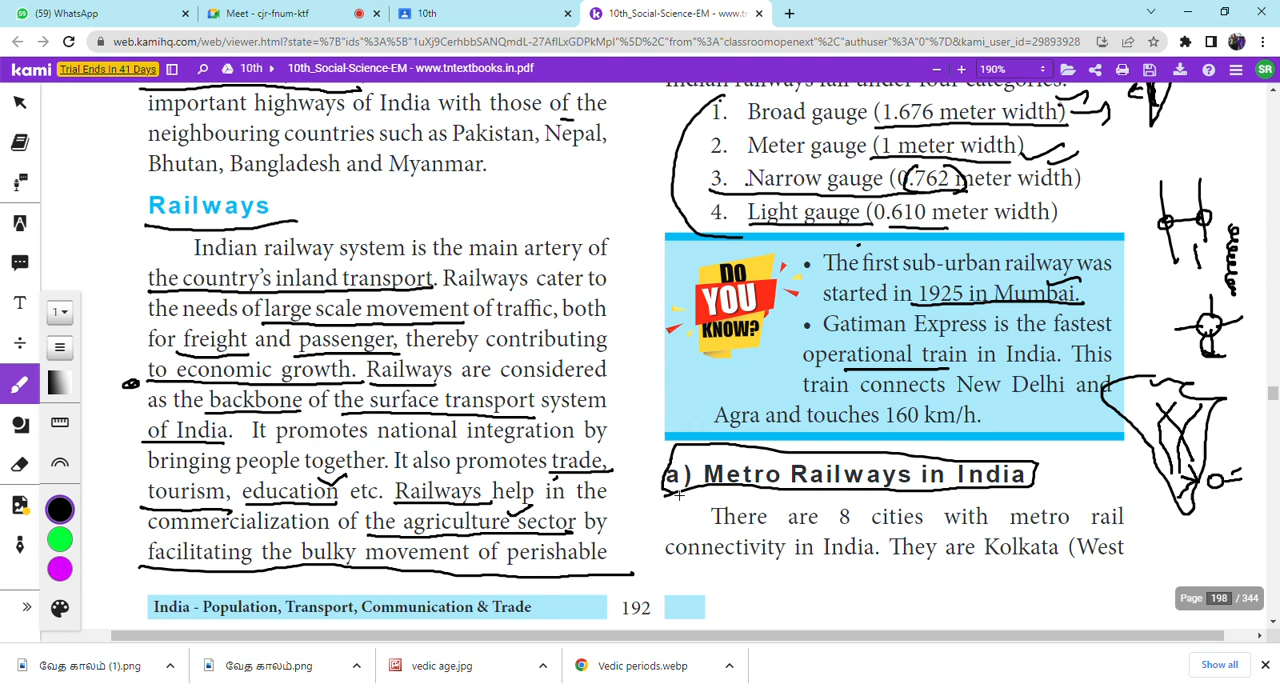 (59) WhatsApp
Meet - cjr-fnum-ktf
10th
10th_Social-Science-EM - www.tn
web.kamihq.com/web/viewer.html?state=%7B"ids"%3A%5B"1uXj9CerhbbSANQmdL-27AflLxGDPkMpI"%5D%2C"from"%3A"classroomopenext"%2C"authuser"%3A"0"%7D&kami_user_id=29893928
kami
Trial Ends In 41 Days
10th
10th_Social-Science-EM - www.tntextbooks.in.pdf
190%
SR
important highways of India with those of the
neighbouring countries such as Pakistan, Nepal,
Bhutan, Bangladesh and Myanmar.
Railways
Indian railway system is the main artery of
the country's inland transport. Railways cater to
the needs of large scale movement of traffic, both
for freight and passenger, thereby contributing
to economic growth. Railways are considered
as the backbone of the surface transport system
of India. It promotes national integration by
bringing people together. It also promotes trade,
tourism, education etc. Railways help in the
commercialization of the agriculture sector by
facilitating the bulky movement of perishable
Indian railways fall under four categories.
1. Broad gauge (1.676 meter width)
2. Meter gauge (1 meter width)
3. Narrow gauge (0.762 meter width)
4. Light gauge (0.610 meter width)
DO
YOU
KNOW?
• The first sub-urban railway was
started in 1925 in Mumbai.
• Gatiman Express is the fastest
operational train in India. This
train connects New Delhi and
Agra and touches 160 km/h.
a) Metro Railways in India
There are 8 cities with metro rail
connectivity in India. They are Kolkata (West
India - Population, Transport, Communication & Trade
192
Page 198 / 344
1
வேத காலம் (1).png
வேத காலம்.png
vedic age.jpg
Vedic periods.webp
Show all